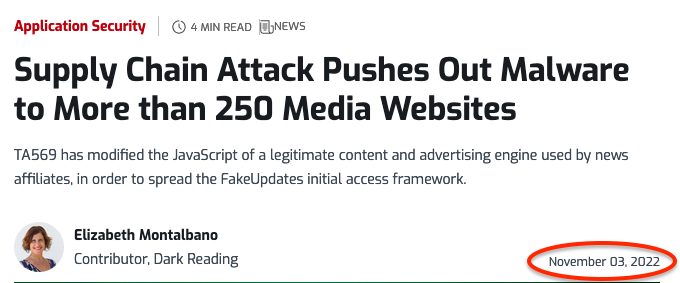 Application Security 4 MIN READ NEWS
Supply Chain Attack Pushes Out Malware
to More than 250 Media Websites
TA569 has modified the JavaScript of a legitimate content and advertising engine used by news
affiliates, in order to spread the FakeUpdates initial access framework.
Elizabeth Montalbano
Contributor, Dark Reading
November 03, 2022